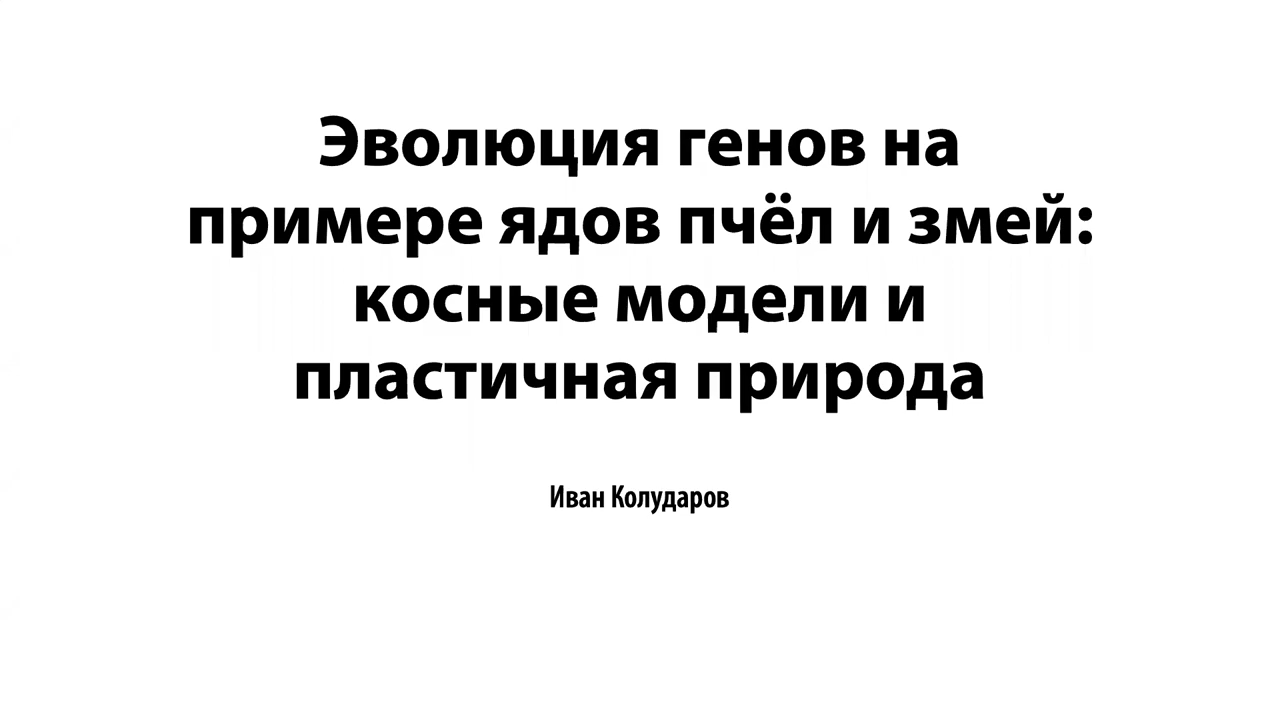 Эволюция генов на
примере ядов пчёл и змей:
косные модели и
пластичная природа
Иван Колударов